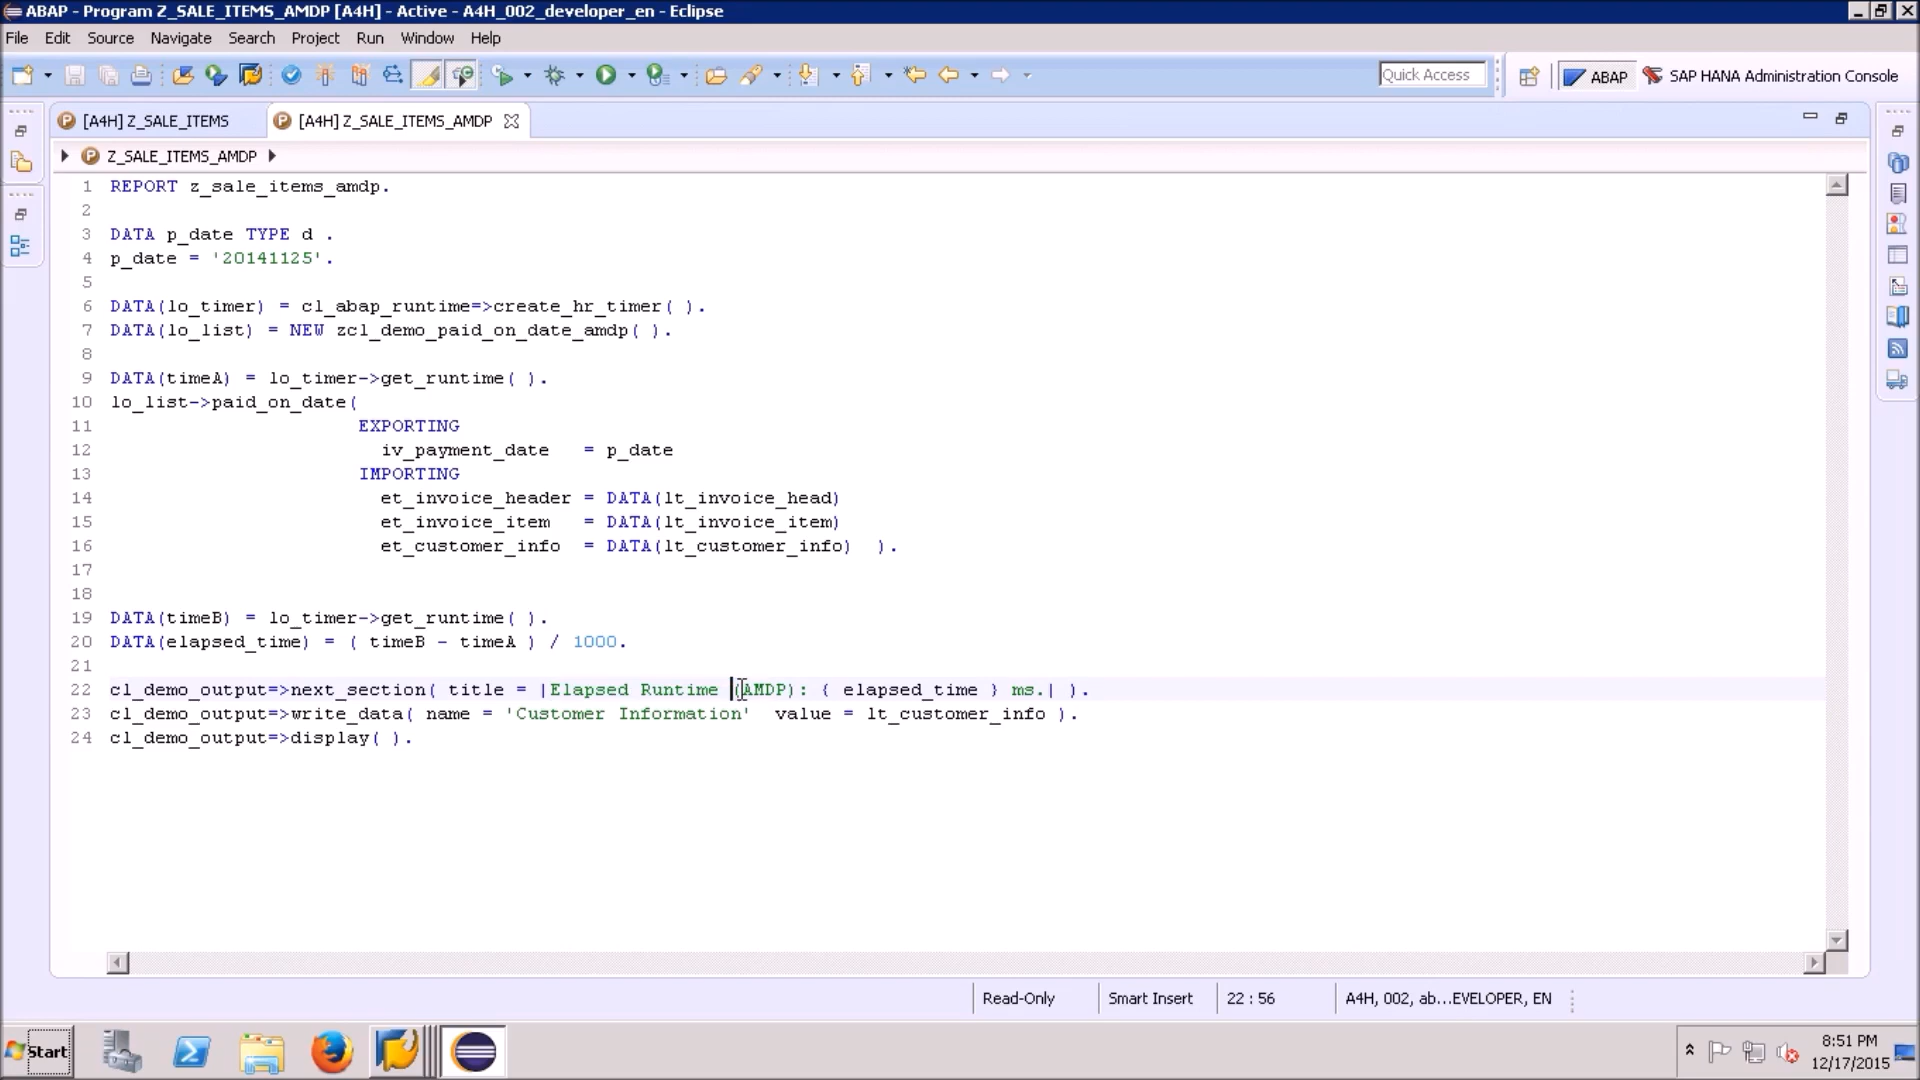 ABAP - Program Z_SALE_ITEMS_AMDP [A4H] - Active - A4H_002_developer_en - Eclipse
File Edit Source Navigate Search Project Run Window Help
Quick Access ABAP SAP HANA Administration Console
[A4H] Z_SALE_ITEMS [A4H] Z_SALE_ITEMS_AMDP
Z_SALE_ITEMS_AMDP
1 REPORT z_sale_items_amdp.
2
3 DATA p_date TYPE d .
4 p_date = '20141125'.
5
6 DATA(lo_timer) = cl_abap_runtime=>create_hr_timer( ).
7 DATA(lo_list) = NEW zcl_demo_paid_on_date_amdp( ).
8
9 DATA(timeA) = lo_timer->get_runtime( ).
10 lo_list->paid_on_date(
11 EXPORTING
12 iv_payment_date = p_date
13 IMPORTING
14 et_invoice_header = DATA(lt_invoice_head)
15 et_invoice_item = DATA(lt_invoice_item)
16 et_customer_info = DATA(lt_customer_info) ).
17
18
19 DATA(timeB) = lo_timer->get_runtime( ).
20 DATA(elapsed_time) = ( timeB - timeA ) / 1000.
21
22 cl_demo_output=>next_section( title = |Elapsed Runtime (AMDP): { elapsed_time } ms.| ).
23 cl_demo_output=>write_data( name = 'Customer Information' value = lt_customer_info ).
24 cl_demo_output=>display( ).
Read-Only Smart Insert 22 : 56 A4H, 002, ab...EVELOPER, EN
Start
8:51 PM
12/17/2015